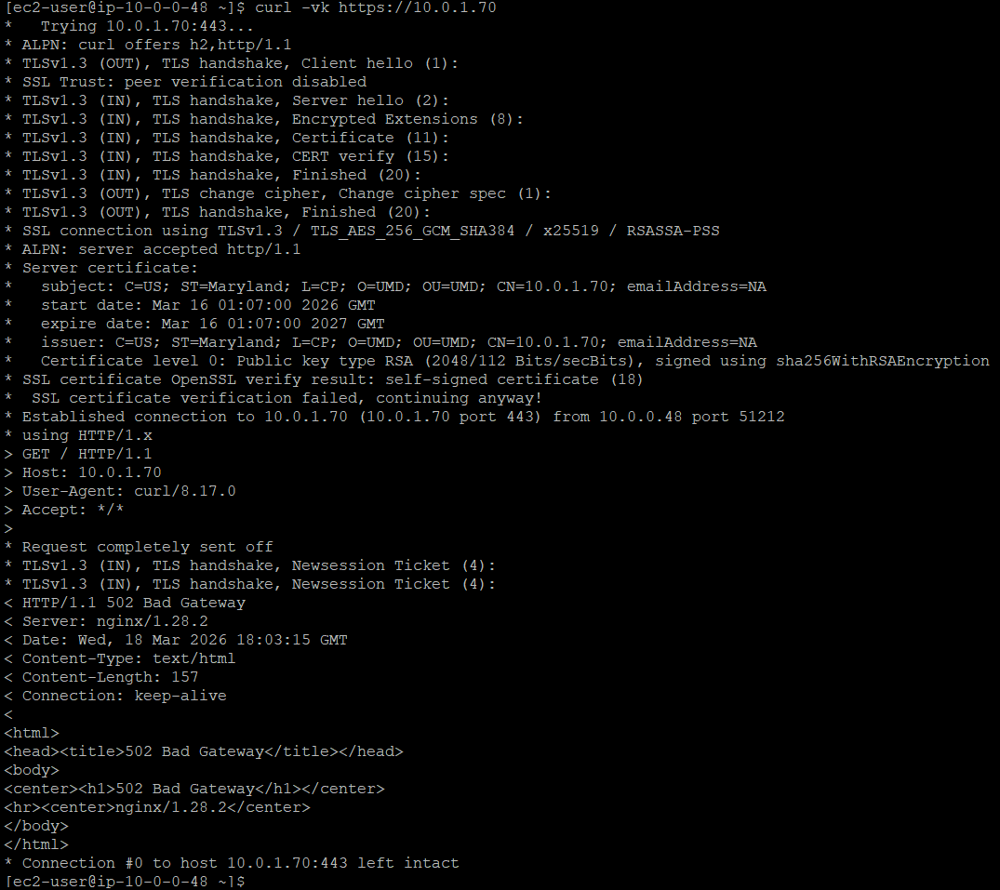 [ec2-user@ip-10-0-0-48 ~]$ curl -vk https://10.0.1.70
*   Trying 10.0.1.70:443...
* ALPN: curl offers h2,http/1.1
* TLSv1.3 (OUT), TLS handshake, Client hello (1):
* SSL Trust: peer verification disabled
* TLSv1.3 (IN), TLS handshake, Server hello (2):
* TLSv1.3 (IN), TLS handshake, Encrypted Extensions (8):
* TLSv1.3 (IN), TLS handshake, Certificate (11):
* TLSv1.3 (IN), TLS handshake, CERT verify (15):
* TLSv1.3 (IN), TLS handshake, Finished (20):
* TLSv1.3 (OUT), TLS change cipher, Change cipher spec (1):
* TLSv1.3 (OUT), TLS handshake, Finished (20):
* SSL connection using TLSv1.3 / TLS_AES_256_GCM_SHA384 / x25519 / RSASSA-PSS
* ALPN: server accepted http/1.1
* Server certificate:
*   subject: C=US; ST=Maryland; L=CP; O=UMD; OU=UMD; CN=10.0.1.70; emailAddress=NA
*   start date: Mar 16 01:07:00 2026 GMT
*   expire date: Mar 16 01:07:00 2027 GMT
*   issuer: C=US; ST=Maryland; L=CP; O=UMD; OU=UMD; CN=10.0.1.70; emailAddress=NA
*   Certificate level 0: Public key type RSA (2048/112 Bits/secBits), signed using sha256WithRSAEncryption
* SSL certificate OpenSSL verify result: self-signed certificate (18)
*  SSL certificate verification failed, continuing anyway!
* Established connection to 10.0.1.70 (10.0.1.70 port 443) from 10.0.0.48 port 51212
* using HTTP/1.x
> GET / HTTP/1.1
> Host: 10.0.1.70
> User-Agent: curl/8.17.0
> Accept: */*
>
* Request completely sent off
* TLSv1.3 (IN), TLS handshake, Newsession Ticket (4):
* TLSv1.3 (IN), TLS handshake, Newsession Ticket (4):
< HTTP/1.1 502 Bad Gateway
< Server: nginx/1.28.2
< Date: Wed, 18 Mar 2026 18:03:15 GMT
< Content-Type: text/html
< Content-Length: 157
< Connection: keep-alive
<
<html>
<head><title>502 Bad Gateway</title></head>
<body>
<center><h1>502 Bad Gateway</h1></center>
<hr><center>nginx/1.28.2</center>
</body>
</html>
* Connection #0 to host 10.0.1.70:443 left intact
[ec2-user@ip-10-0-0-48 ~]$